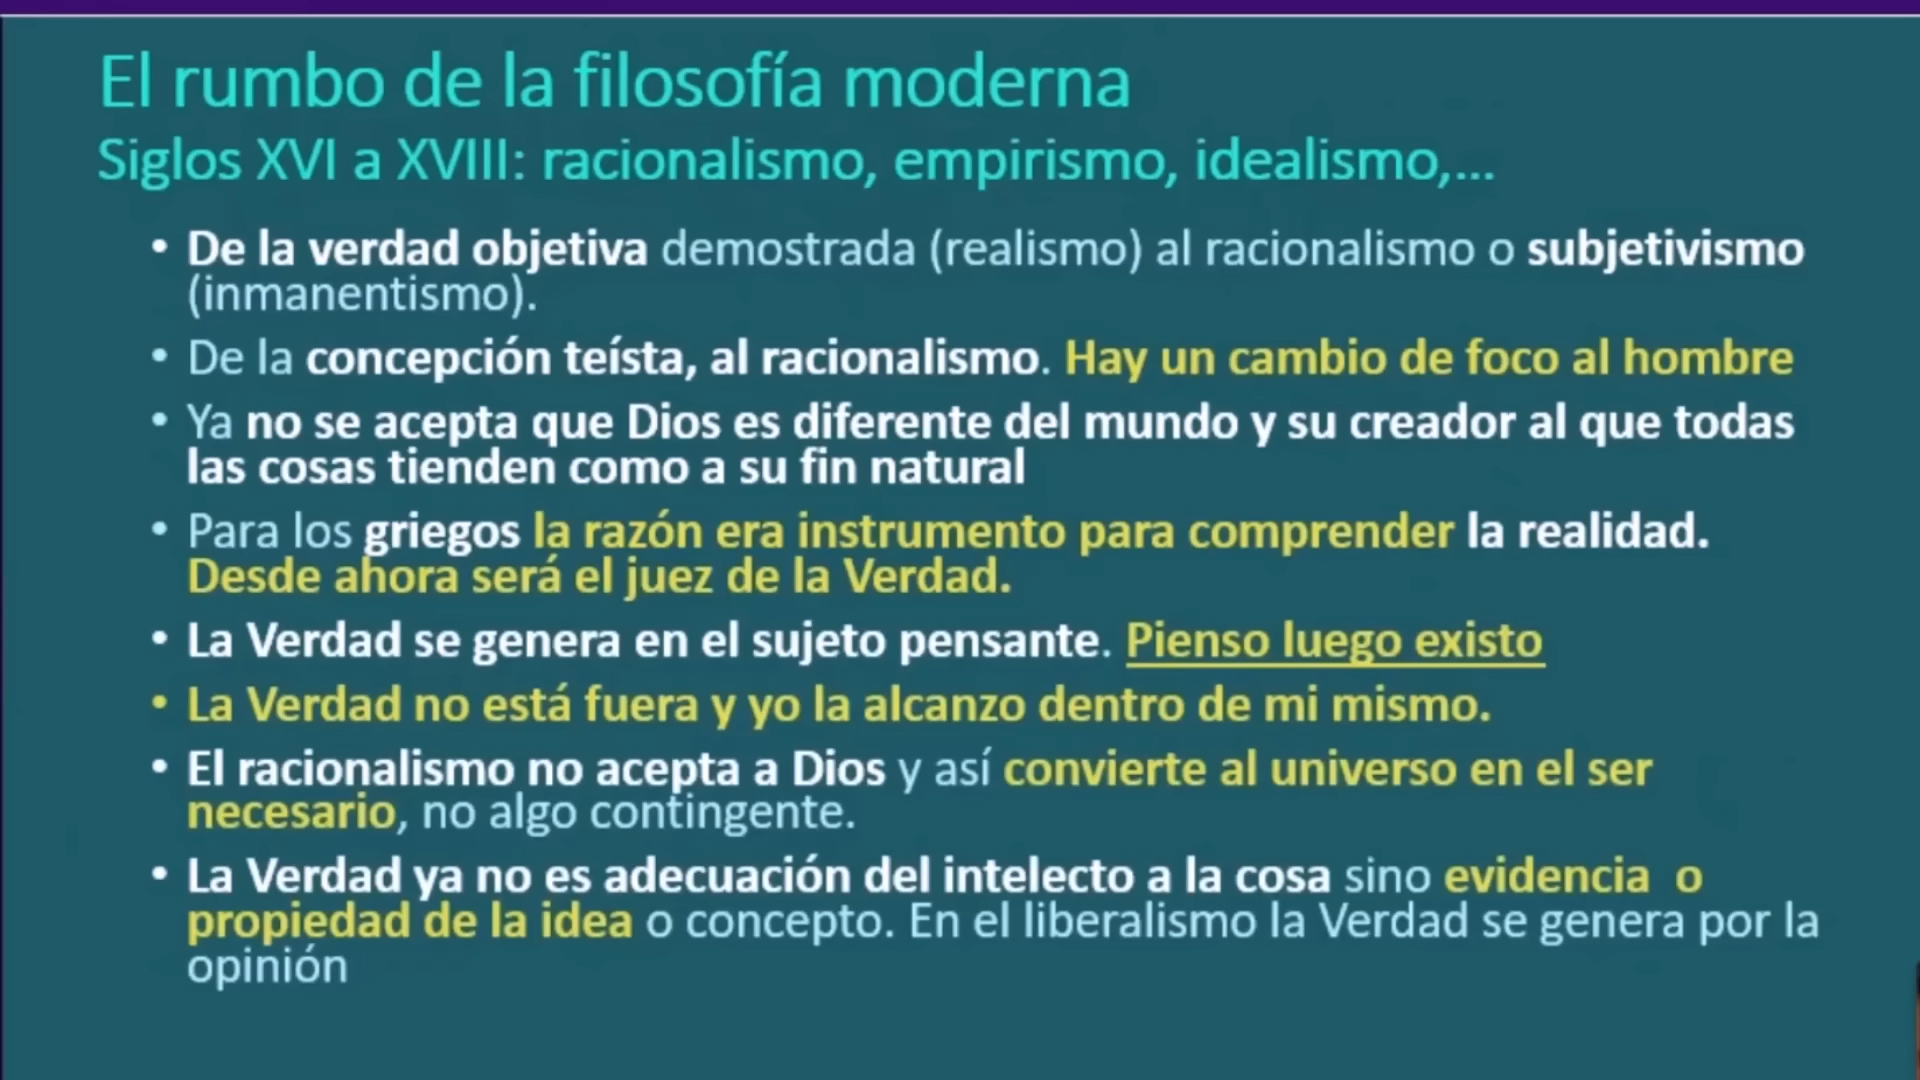 El rumbo de la filosofía moderna
Siglos XVI a XVIII: racionalismo, empirismo, idealismo,...
• De la verdad objetiva demostrada (realismo) al racionalismo o subjetivismo
(inmanentismo).
• De la concepción teísta, al racionalismo. Hay un cambio de foco al hombre
• Ya no se acepta que Dios es diferente del mundo y su creador al que todas
las cosas tienden como a su fin natural
• Para los griegos la razón era instrumento para comprender la realidad.
Desde ahora será el juez de la Verdad.
• La Verdad se genera en el sujeto pensante. Pienso luego existo
• La Verdad no está fuera y yo la alcanzo dentro de mi mismo.
• El racionalismo no acepta a Dios y así convierte al universo en el ser
necesario, no algo contingente.
• La Verdad ya no es adecuación del intelecto a la cosa sino evidencia o
propiedad de la idea o concepto. En el liberalismo la Verdad se genera por la
opinión